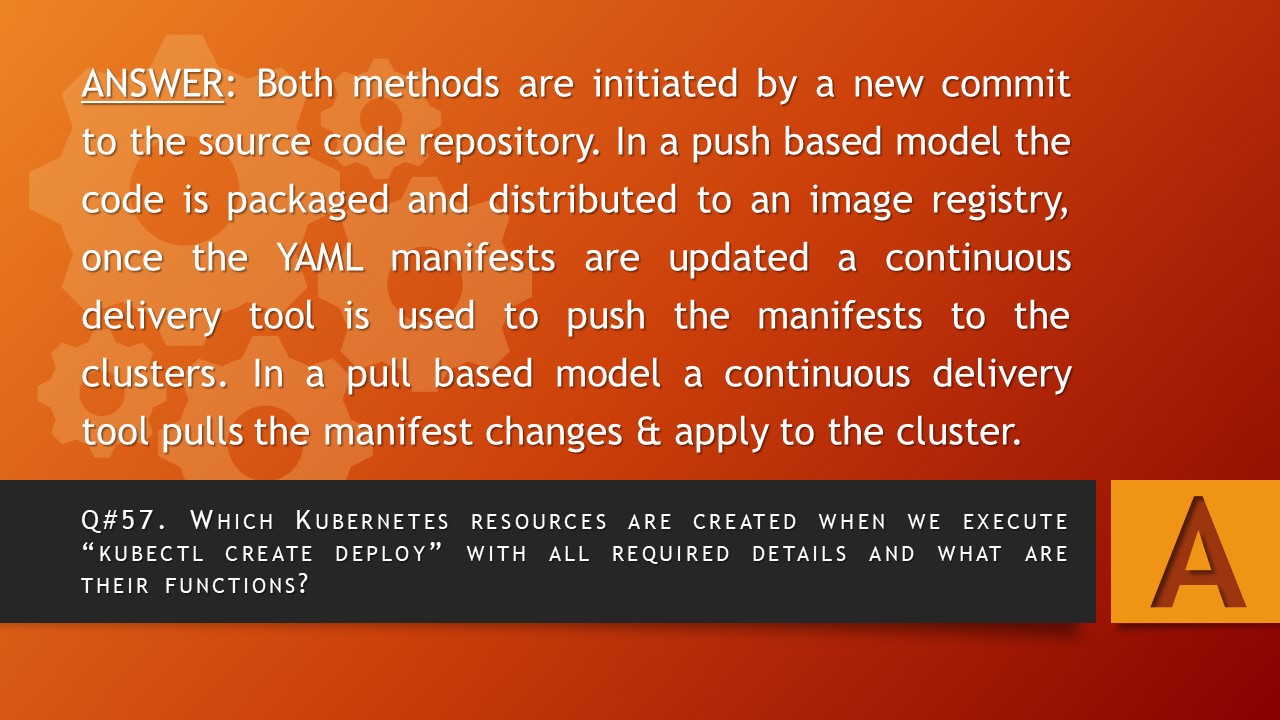 ANSWER: Both methods are initiated by a new commit
to the source code repository. In a push based model the
code is packaged and distributed to an image registry,
once the YAML manifests are updated a continuous
delivery tool is used to push the manifests to the
clusters. In a pull based model a continuous delivery
tool pulls the manifest changes & apply to the cluster.
Q#57. Which Kubernetes resources are created when we execute
“kubectl create deploy” with all required details and what are
their functions?
A